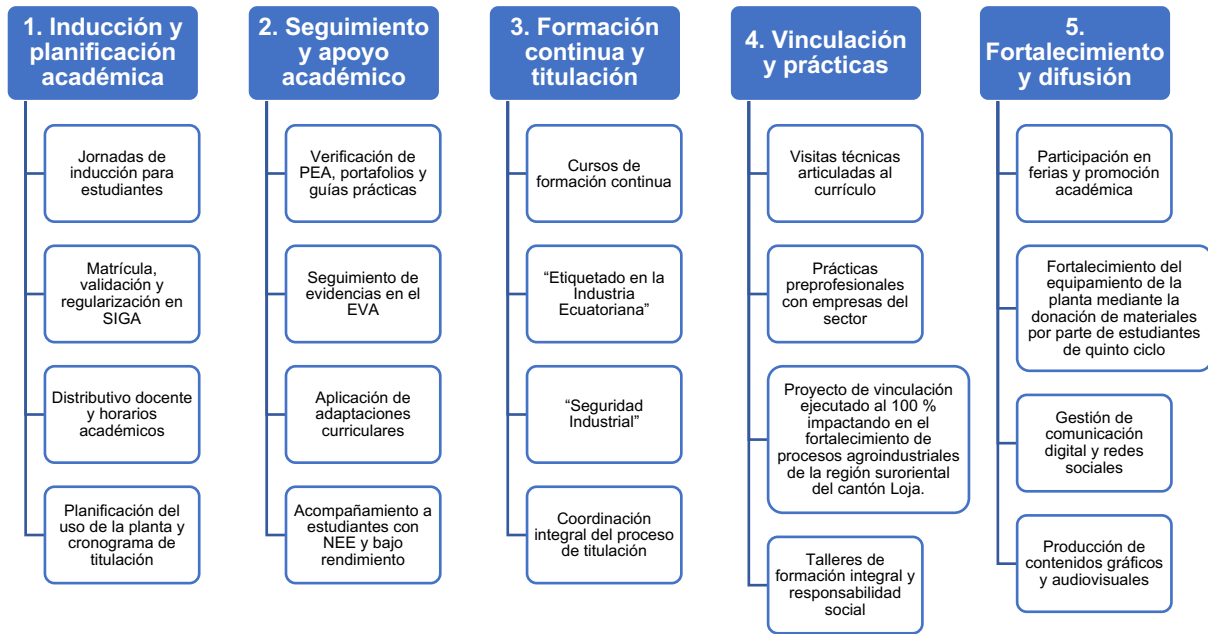 1. Inducción y
planificación
académica
Jornadas de
inducción para
estudiantes
Matrícula,
validación y
regularización en
SIGA
Distributivo docente
y horarios
académicos
Planificación del
uso de la planta y
cronograma de
titulación
2. Seguimiento
y apoyo
académico
Verificación de
PEA, portafolios y
guías prácticas
Seguimiento de
evidencias en el
EVA
Aplicación de
adaptaciones
curriculares
Acompañamiento a
estudiantes con
NEE y bajo
rendimiento
3. Formación
continua y
titulación
Cursos de
formación continua
“Etiquetado en la
Industria
Ecuatoriana”
“Seguridad
Industrial”
Coordinación
integral del proceso
de titulación
4. Vinculación
y prácticas
Visitas técnicas
articuladas al
currículo
Prácticas
preprofesionales
con empresas del
sector
Proyecto de vinculación
ejecutado al 100 %
impactando en el
fortalecimiento de
procesos agroindustriales
de la región suroriental
del cantón Loja.
Talleres de
formación integral y
responsabilidad
social
5.
Fortalecimiento
y difusión
Participación en
ferias y promoción
académica
Fortalecimiento del
equipamiento de la
planta mediante la
donación de materiales
por parte de estudiantes
de quinto ciclo
Gestión de
comunicación
digital y redes
sociales
Producción de
contenidos gráficos
y audiovisuales